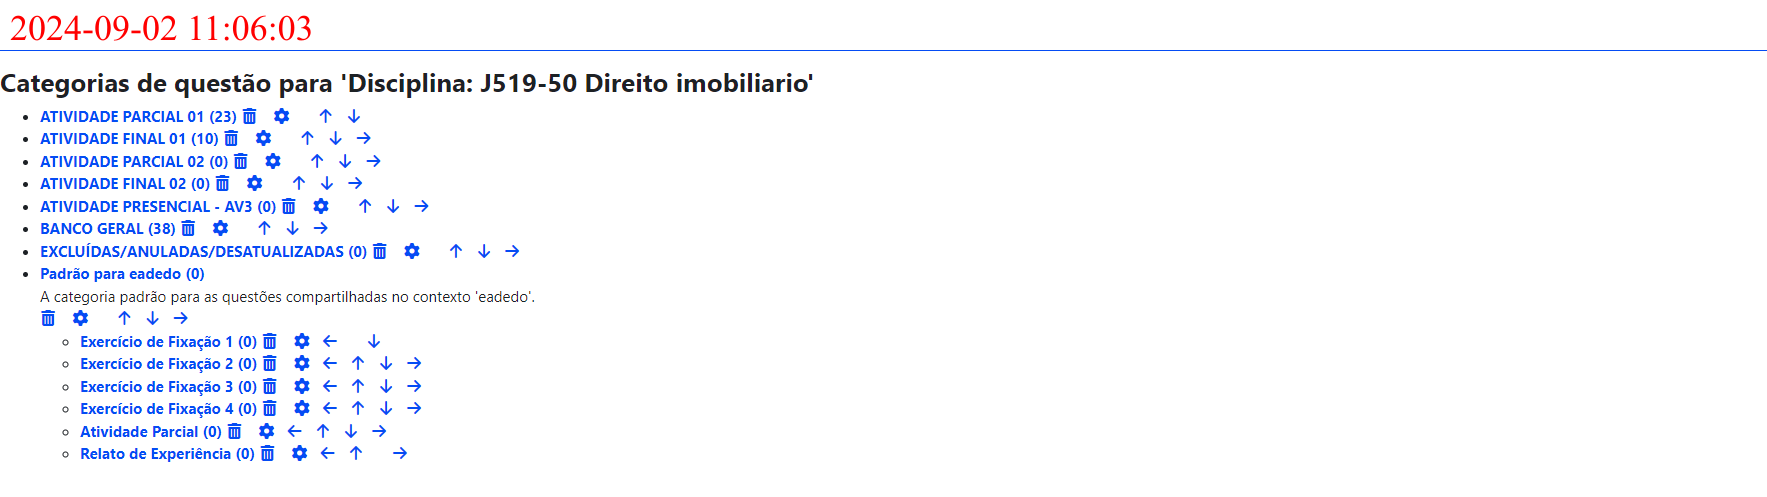 2024-09-02 11:06:03
Categorias de questão para 'Disciplina: J519-50 Direito imobiliario'
ATIVIDADE PARCIAL 01 (23)
ATIVIDADE FINAL 01 (10)
ATIVIDADE PARCIAL 02 (0)
ATIVIDADE FINAL 02 (0)
ATIVIDADE PRESENCIAL - AV3 (0)
BANCO GERAL (38)
EXCLUÍDAS/ANULADAS/DESATUALIZADAS (0)
Padrão para eadedo (0)
A categoria padrão para as questões compartilhadas no contexto 'eadedo'.
Exercício de Fixação 1 (0)
Exercício de Fixação 2 (0)
Exercício de Fixação 3 (0)
Exercício de Fixação 4 (0)
Atividade Parcial (0)
Relato de Experiência (0)